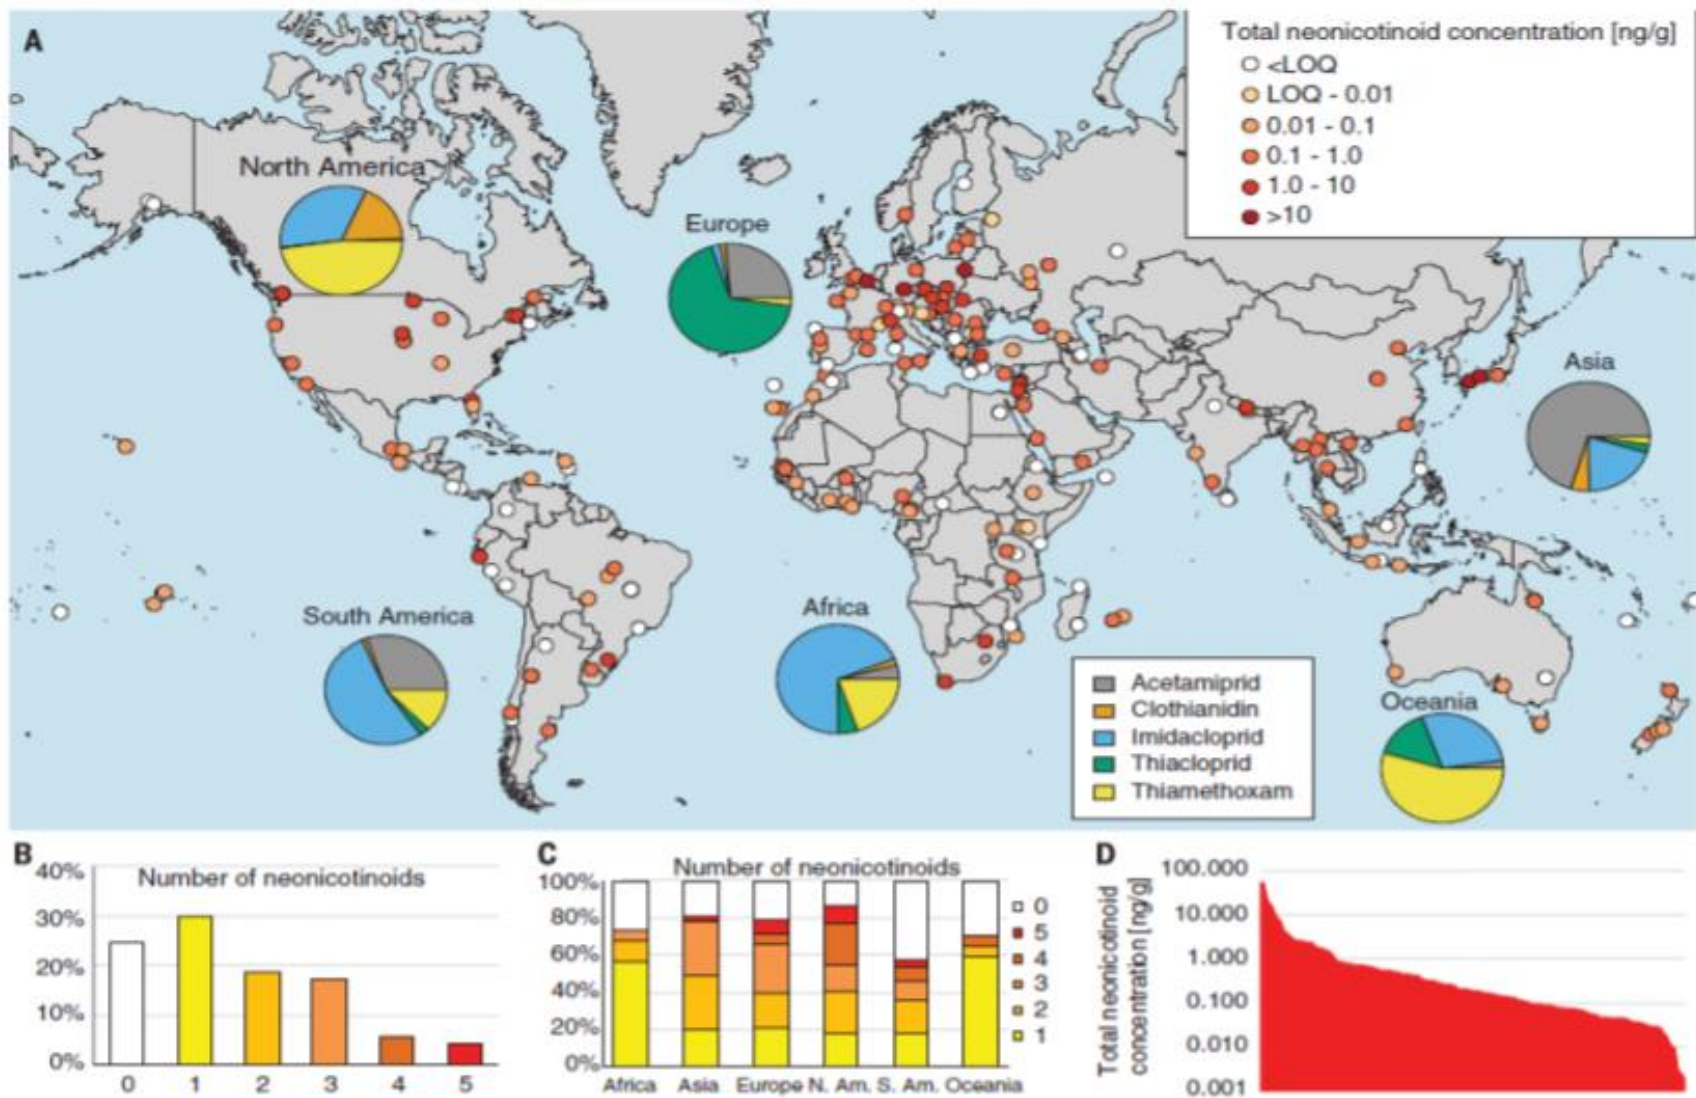 A
Total neonicotinoid concentration [ng/g]
<LOQ
LOQ - 0.01
0.01 - 0.1
0.1 - 1.0
1.0 - 10
>10
North America
Europe
Asia
South America
Africa
Oceania
Acetamiprid
Clothianidin
Imidacloprid
Thiacloprid
Thiamethoxam
B
Number of neonicotinoids
40%
30%
20%
10%
0%
0 1 2 3 4 5
C
Number of neonicotinoids
100%
80%
60%
40%
20%
0%
0
5
4
3
2
1
Africa Asia Europe N. Am. S. Am. Oceania
D
Total neonicotinoid
concentration [ng/g]
100.000
10.000
1.000
0.100
0.010
0.001